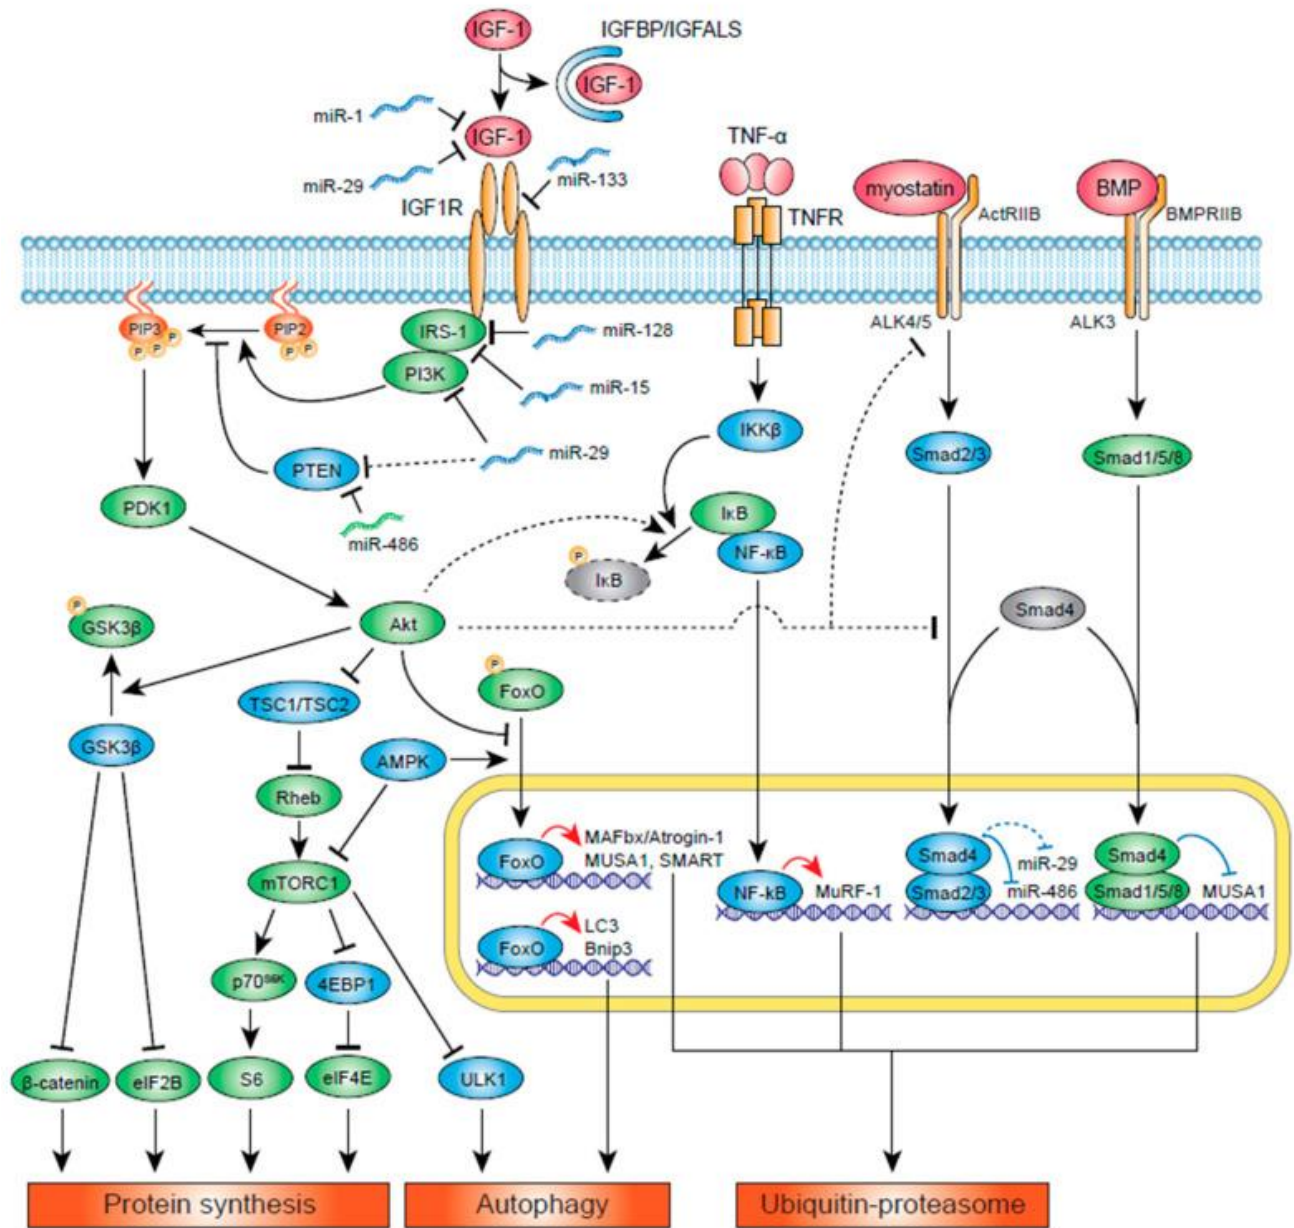 IGF-1
IGFBP/IGFALS
IGF-1
miR-1
IGF-1
TNF-α
miR-29
miR-133
myostatin
BMP
IGF1R
TNFR
ActRIIB
BMPRIIB
PIP3
P
P P P
PIP2
P P
IRS-1
miR-128
ALK4/5
ALK3
PI3K
miR-15
IKKβ
Smad2/3
Smad1/5/8
PTEN
miR-29
PDK1
IκB
miR-486
NF-κB
P
IκB
P
GSK3β
Akt
Smad4
P
FoxO
TSC1/TSC2
GSK3β
AMPK
Rheb
MAFbx/Atrogin-1
FoxO
MUSA1, SMART
Smad4
miR-29
Smad4
mTORC1
NF-kB
MuRF-1
Smad2/3
miR-486
Smad1/5/8
MUSA1
LC3
FoxO
Bnip3
p70S6K
4EBP1
β-catenin
eIF2B
S6
eIF4E
ULK1
Protein synthesis
Autophagy
Ubiquitin-proteasome